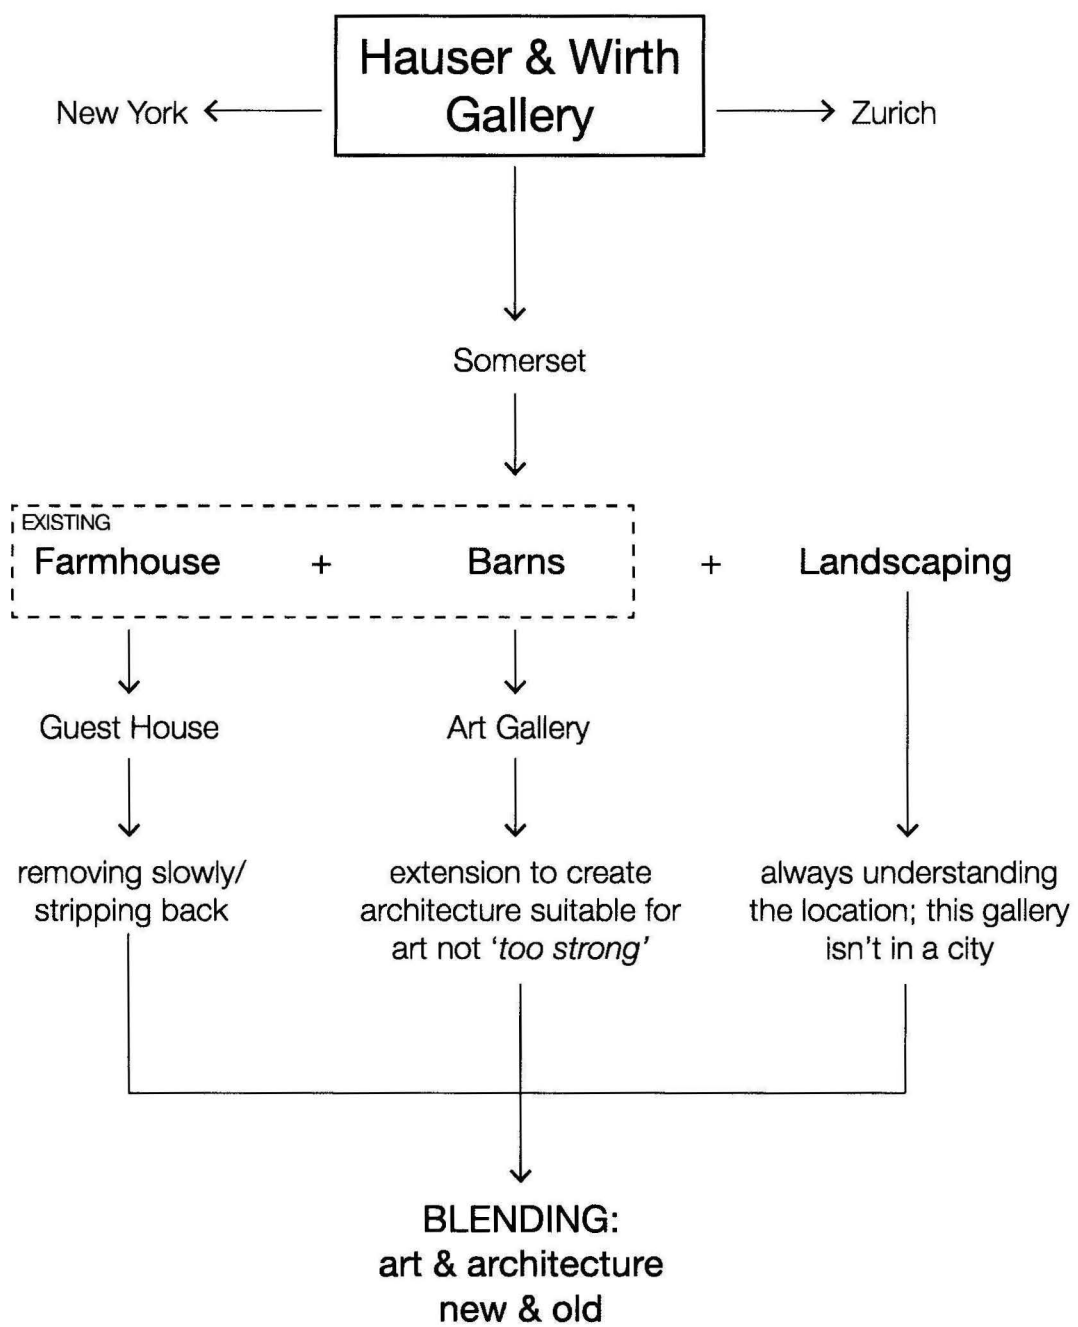 Hauser & Wirth
Gallery
New York
Zurich
Somerset
EXISTING
Farmhouse + Barns + Landscaping
Guest House
Art Gallery
removing slowly/
stripping back
extension to create
architecture suitable for
art not ‘too strong’
always understanding
the location; this gallery
isn't in a city
BLENDING:
art & architecture
new & old